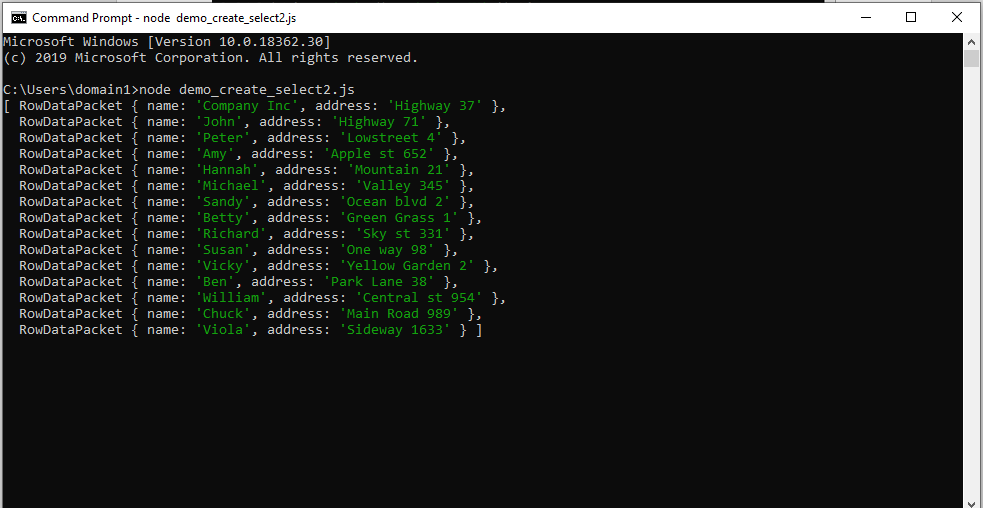 Command Prompt - node  demo_create_select2.js
Microsoft Windows [Version 10.0.18362.30]
(c) 2019 Microsoft Corporation. All rights reserved.
C:\Users\domain1>node demo_create_select2.js
[ RowDataPacket { name: 'Company Inc', address: 'Highway 37' },
  RowDataPacket { name: 'John', address: 'Highway 71' },
  RowDataPacket { name: 'Peter', address: 'Lowstreet 4' },
  RowDataPacket { name: 'Amy', address: 'Apple st 652' },
  RowDataPacket { name: 'Hannah', address: 'Mountain 21' },
  RowDataPacket { name: 'Michael', address: 'Valley 345' },
  RowDataPacket { name: 'Sandy', address: 'Ocean blvd 2' },
  RowDataPacket { name: 'Betty', address: 'Green Grass 1' },
  RowDataPacket { name: 'Richard', address: 'Sky st 331' },
  RowDataPacket { name: 'Susan', address: 'One way 98' },
  RowDataPacket { name: 'Vicky', address: 'Yellow Garden 2' },
  RowDataPacket { name: 'Ben', address: 'Park Lane 38' },
  RowDataPacket { name: 'William', address: 'Central st 954' },
  RowDataPacket { name: 'Chuck', address: 'Main Road 989' },
  RowDataPacket { name: 'Viola', address: 'Sideway 1633' } ]